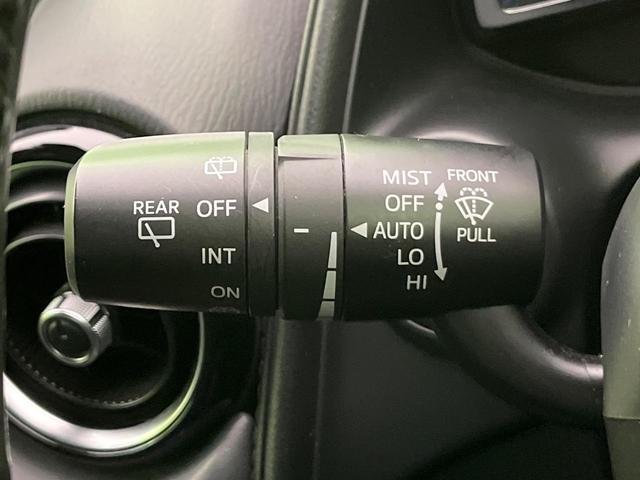 REAR
OFF
INT
ON
MIST
OFF
AUTO
LO
HI
FRONT
PULL